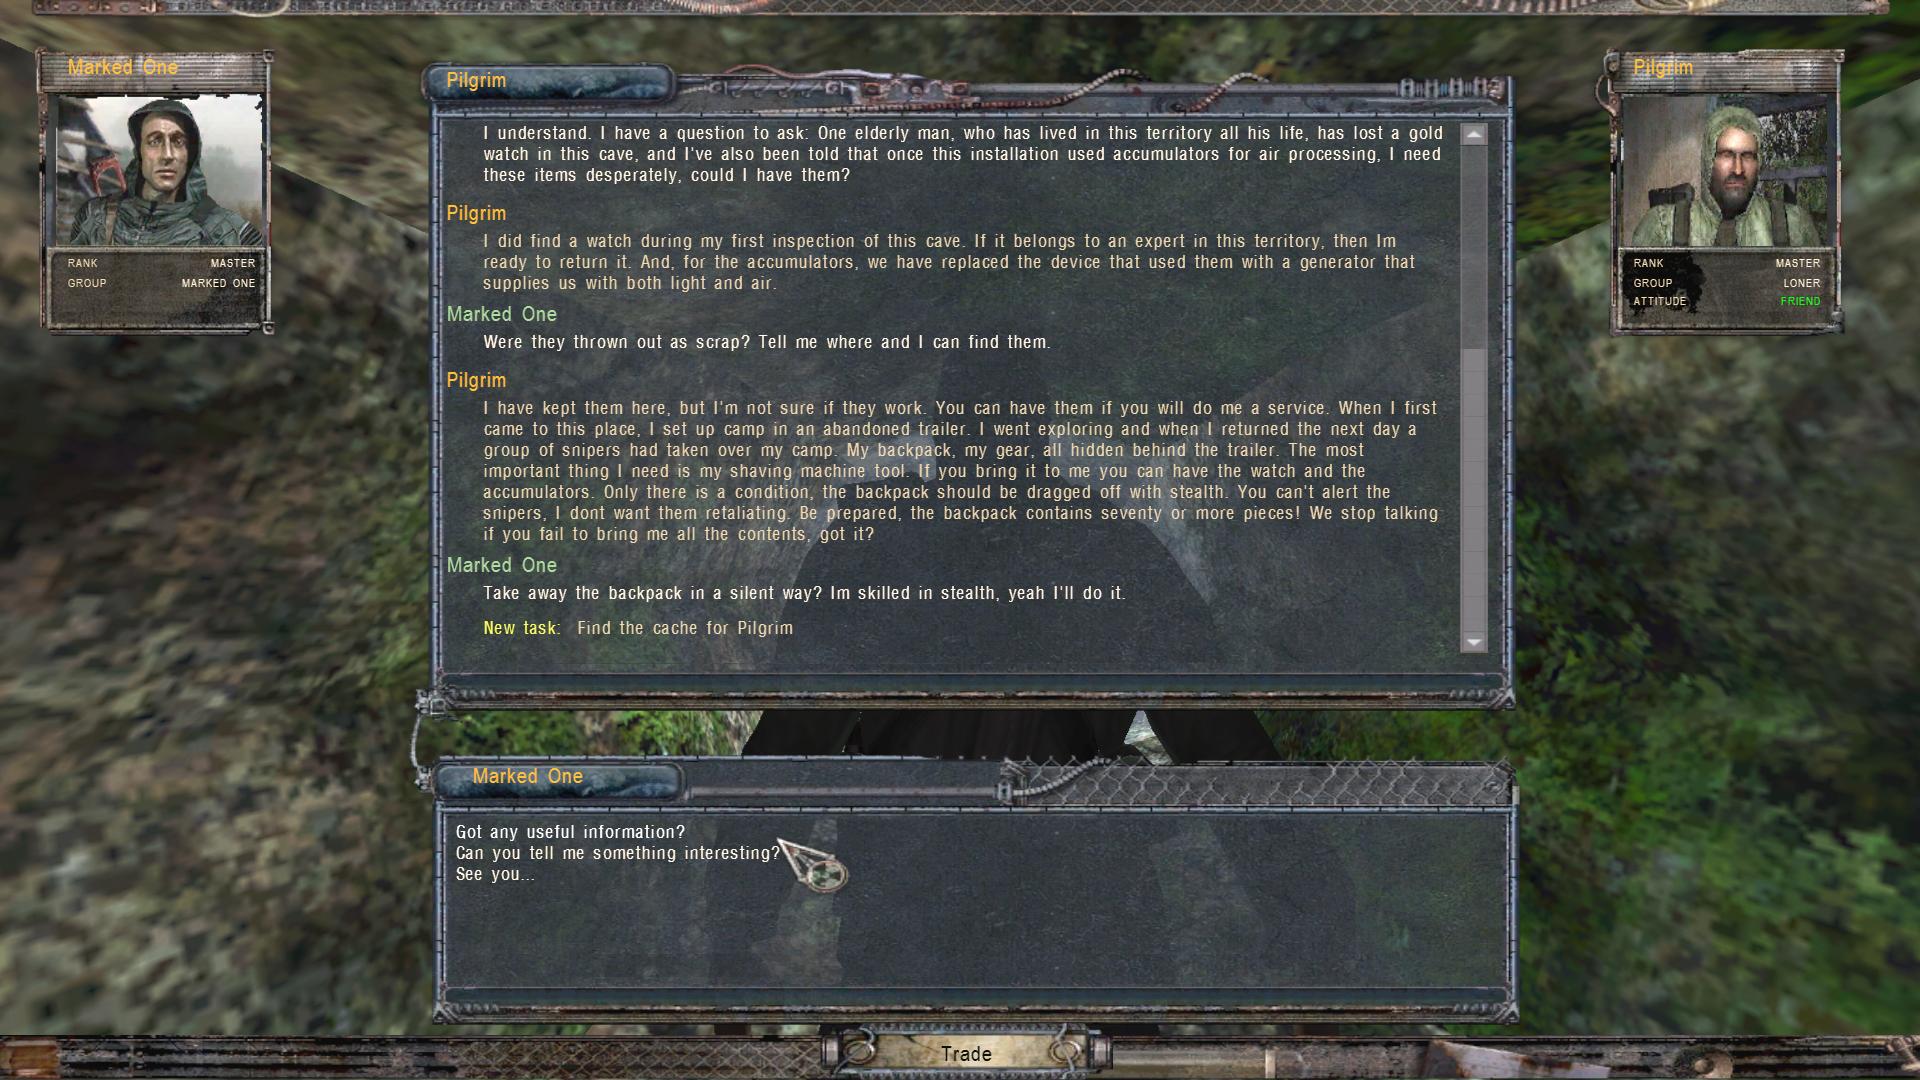 Marked One
RANK MASTER
GROUP MARKED ONE
Pilgrim
I understand. I have a question to ask: One elderly man, who has lived in this territory all his life, has lost a gold
watch in this cave, and I've also been told that once this installation used accumulators for air processing, I need
these items desperately, could I have them?
Pilgrim
I did find a watch during my first inspection of this cave. If it belongs to an expert in this territory, then Im
ready to return it. And, for the accumulators, we have replaced the device that used them with a generator that
supplies us with both light and air.
Marked One
Were they thrown out as scrap? Tell me where and I can find them.
Pilgrim
I have kept them here, but I'm not sure if they work. You can have them if you will do me a service. When I first
came to this place, I set up camp in an abandoned trailer. I went exploring and when I returned the next day a
group of snipers had taken over my camp. My backpack, my gear, all hidden behind the trailer. The most
important thing I need is my shaving machine tool. If you bring it to me you can have the watch and the
accumulators. Only there is a condition, the backpack should be dragged off with stealth. You can't alert the
snipers, I dont want them retaliating. Be prepared, the backpack contains seventy or more pieces! We stop talking
if you fail to bring me all the contents, got it?
Marked One
Take away the backpack in a silent way? Im skilled in stealth, yeah I'll do it.
New task: Find the cache for Pilgrim
Pilgrim
RANK MASTER
GROUP LONER
ATTITUDE FRIEND
Marked One
Got any useful information?
Can you tell me something interesting?
See you...
Trade